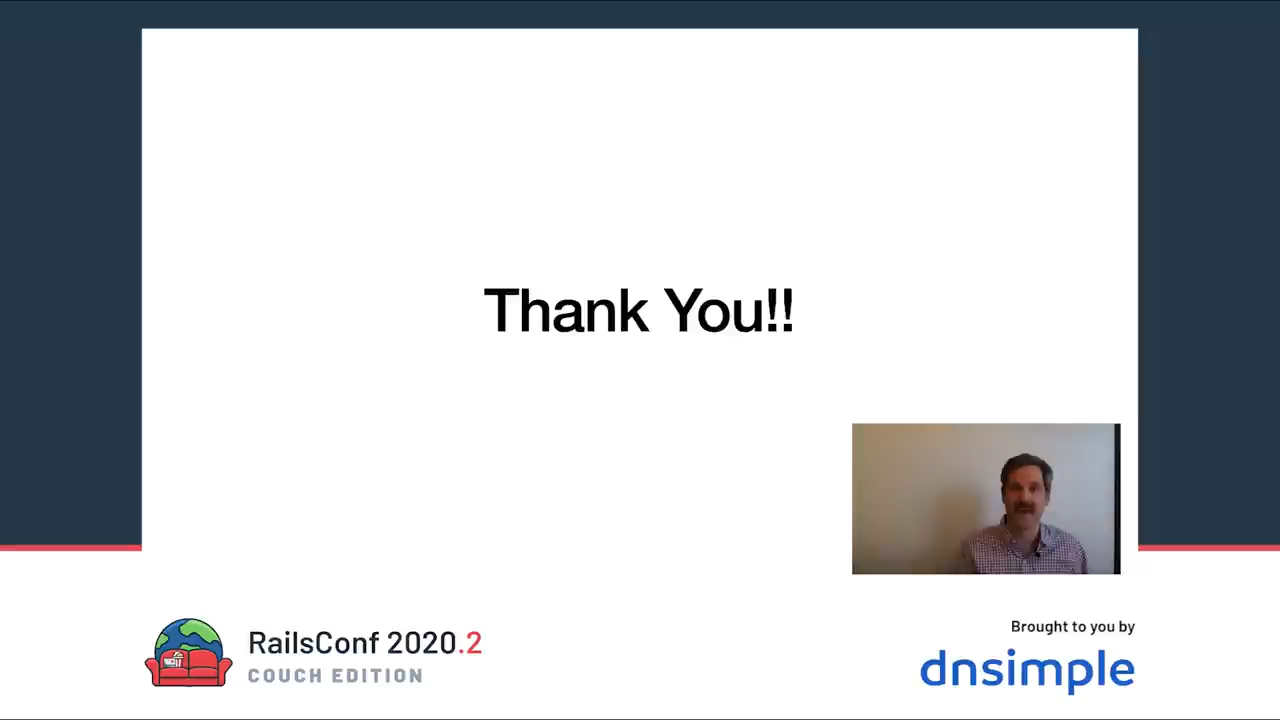 Thank You!!
RailsConf 2020.2
COUCH EDITION
Brought to you by
dnsimple